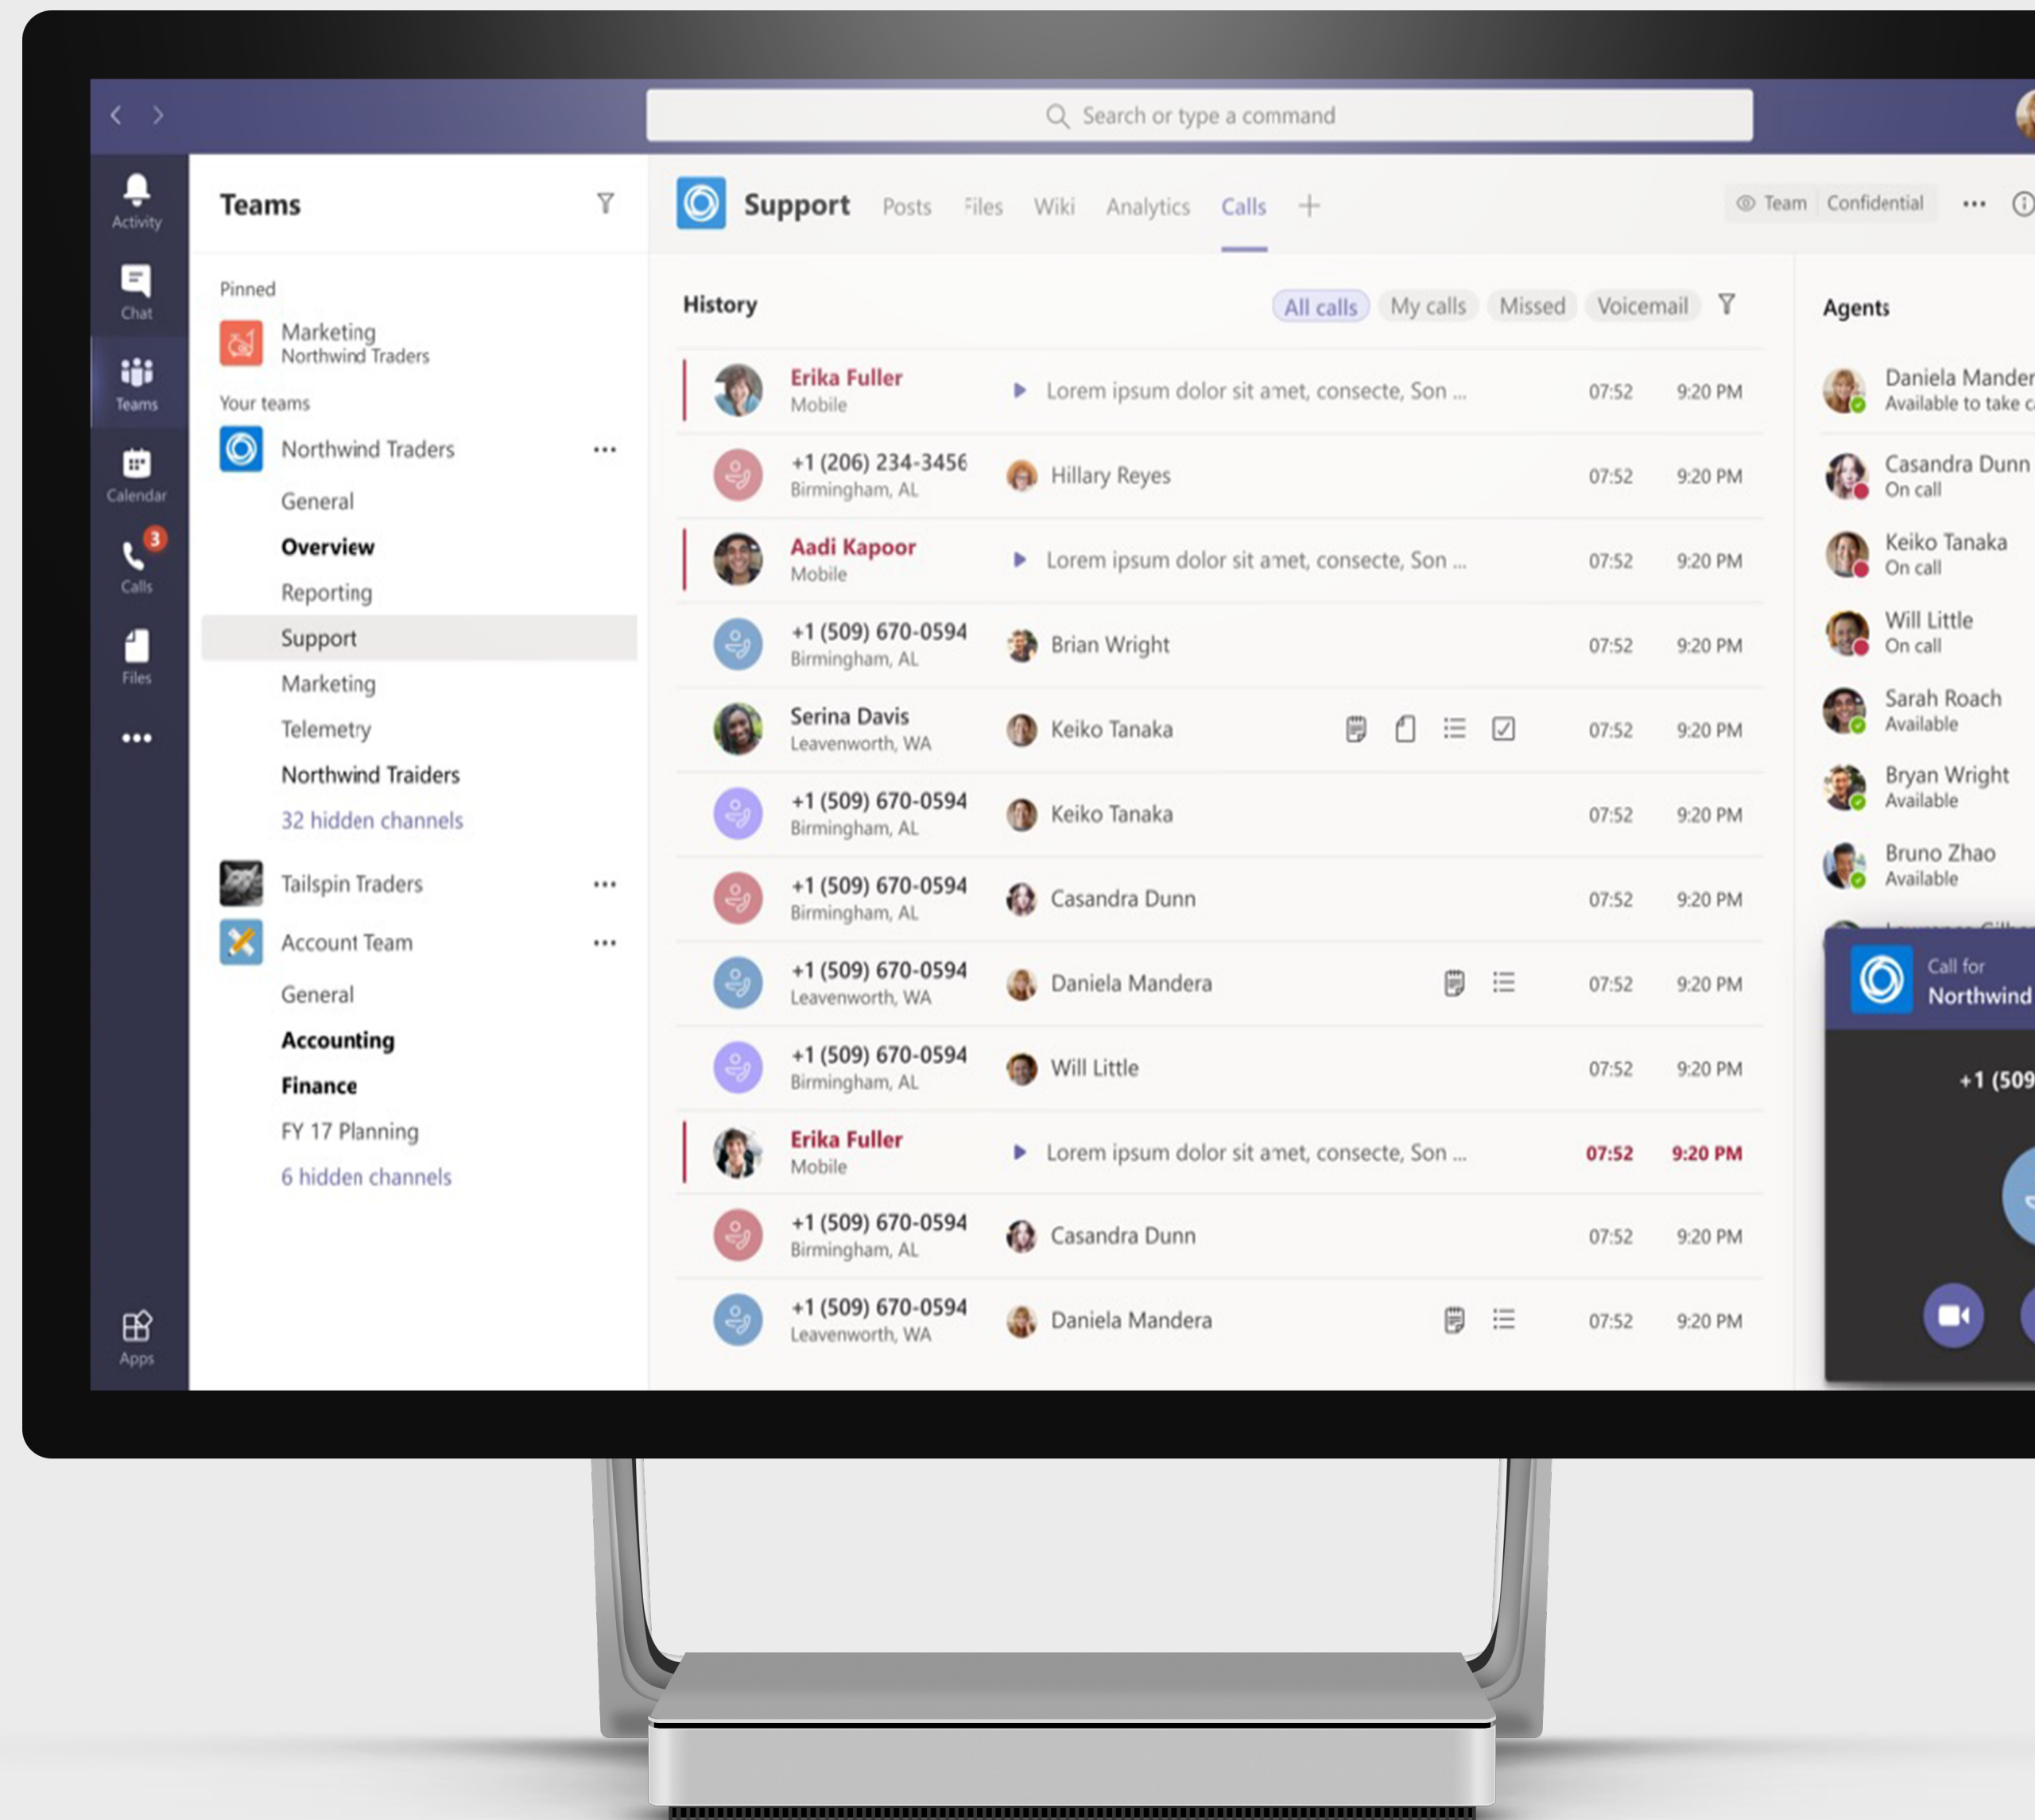 Search or type a command
Activity
Chat
Teams
Calendar
3
Calls
Files
Apps
Teams
Pinned
Marketing
Northwind Traders
Your teams
Northwind Traders
General
Overview
Reporting
Support
Marketing
Telemetry
Northwind Traiders
32 hidden channels
Tailspin Traders
Account Team
General
Accounting
Finance
FY 17 Planning
6 hidden channels
Support Posts Files Wiki Analytics Calls
Team Confidential
History All calls My calls Missed Voicemail
Erika Fuller Lorem ipsum dolor sit amet, consecte, Son ... 07:52 9:20 PM
Mobile
+1 (206) 234-3456 Hillary Reyes 07:52 9:20 PM
Birmingham, AL
Aadi Kapoor Lorem ipsum dolor sit amet, consecte, Son ... 07:52 9:20 PM
Mobile
+1 (509) 670-0594 Brian Wright 07:52 9:20 PM
Birmingham, AL
Serina Davis Keiko Tanaka 07:52 9:20 PM
Leavenworth, WA
+1 (509) 670-0594 Keiko Tanaka 07:52 9:20 PM
Birmingham, AL
+1 (509) 670-0594 Casandra Dunn 07:52 9:20 PM
Birmingham, AL
+1 (509) 670-0594 Daniela Mandera 07:52 9:20 PM
Leavenworth, WA
+1 (509) 670-0594 Will Little 07:52 9:20 PM
Birmingham, AL
Erika Fuller Lorem ipsum dolor sit amet, consecte, Son ... 07:52 9:20 PM
Mobile
+1 (509) 670-0594 Casandra Dunn 07:52 9:20 PM
Birmingham, AL
+1 (509) 670-0594 Daniela Mandera 07:52 9:20 PM
Leavenworth, WA
Agents
Daniela Mander
Available to take
Casandra Dunn
On call
Keiko Tanaka
On call
Will Little
On call
Sarah Roach
Available
Bryan Wright
Available
Bruno Zhao
Available
Call for
Northwind
+1 (509